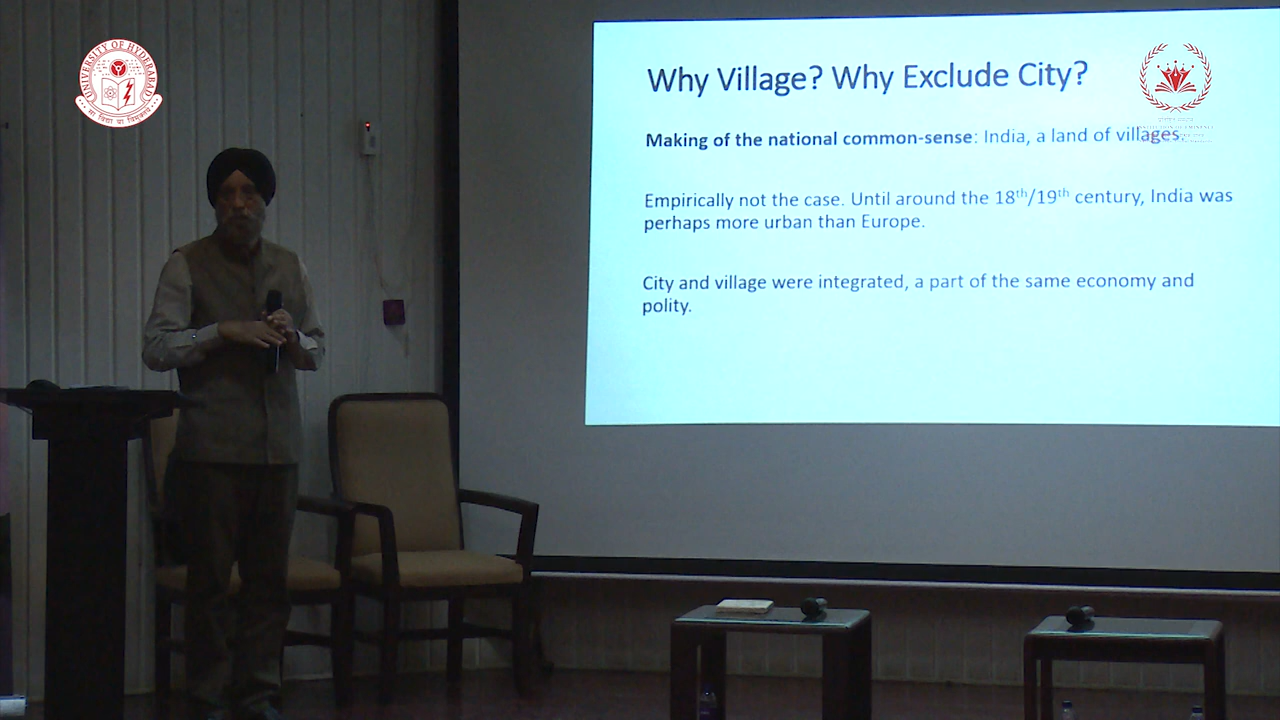 UNIVERSITY OF HYDERABAD
सा विद्या या विमुक्तये
Why Village? Why Exclude City?
Making of the national common-sense: India, a land of villages.
Empirically not the case. Until around the 18th/19th century, India was
perhaps more urban than Europe.
City and village were integrated, a part of the same economy and
polity.